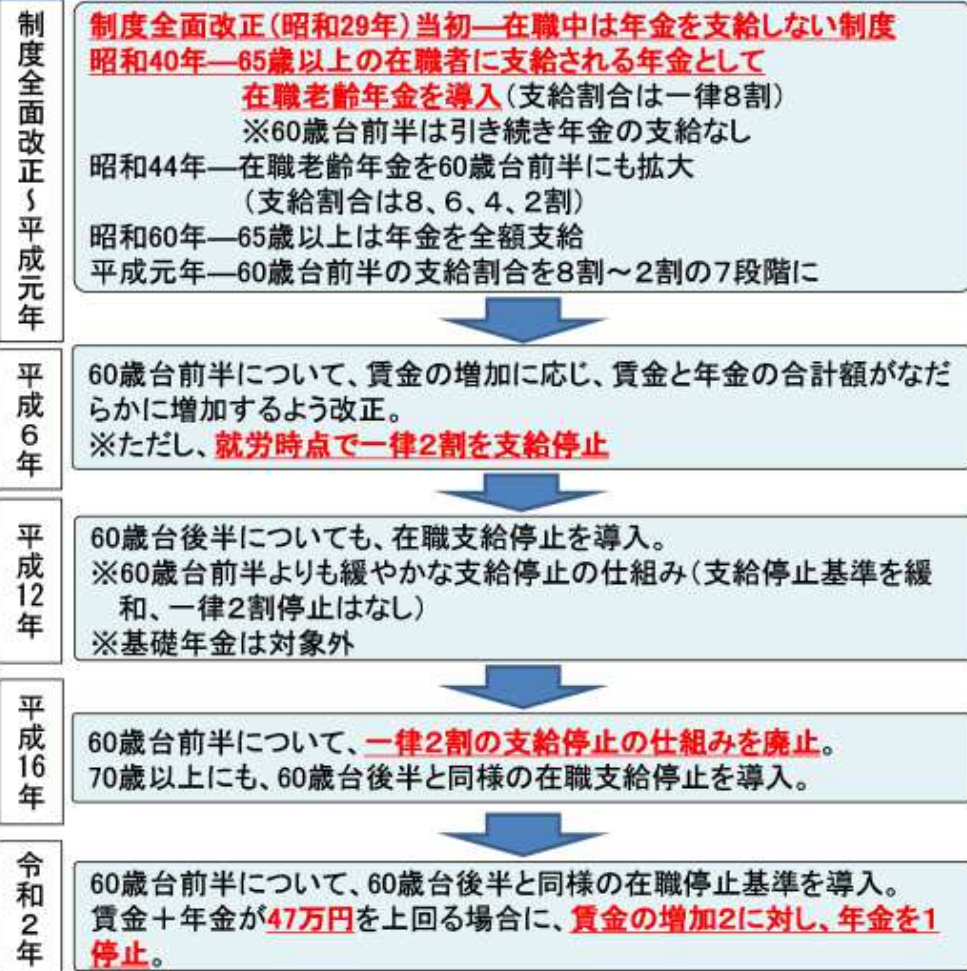 制度全面改正～平成元年
制度全面改正(昭和29年)当初―在職中は年金を支給しない制度
昭和40年―65歳以上の在職者に支給される年金として
在職老齢年金を導入(支給割合は一律8割)
※60歳台前半は引き続き年金の支給なし
昭和44年―在職老齢年金を60歳台前半にも拡大
(支給割合は8、6、4、2割)
昭和60年―65歳以上は年金を全額支給
平成元年―60歳台前半の支給割合を8割～2割の7段階に
平成6年
60歳台前半について、賃金の増加に応じ、賃金と年金の合計額がなだ
らかに増加するよう改正。
※ただし、就労時点で一律2割を支給停止
平成12年
60歳台後半についても、在職支給停止を導入。
※60歳台前半よりも緩やかな支給停止の仕組み(支給停止基準を緩
和、一律2割停止はなし)
※基礎年金は対象外
平成16年
60歳台前半について、一律2割の支給停止の仕組みを廃止。
70歳以上にも、60歳台後半と同様の在職支給停止を導入。
令和2年
60歳台前半について、60歳台後半と同様の在職停止基準を導入。
賃金＋年金が47万円を上回る場合に、賃金の増加2に対し、年金を1
停止。